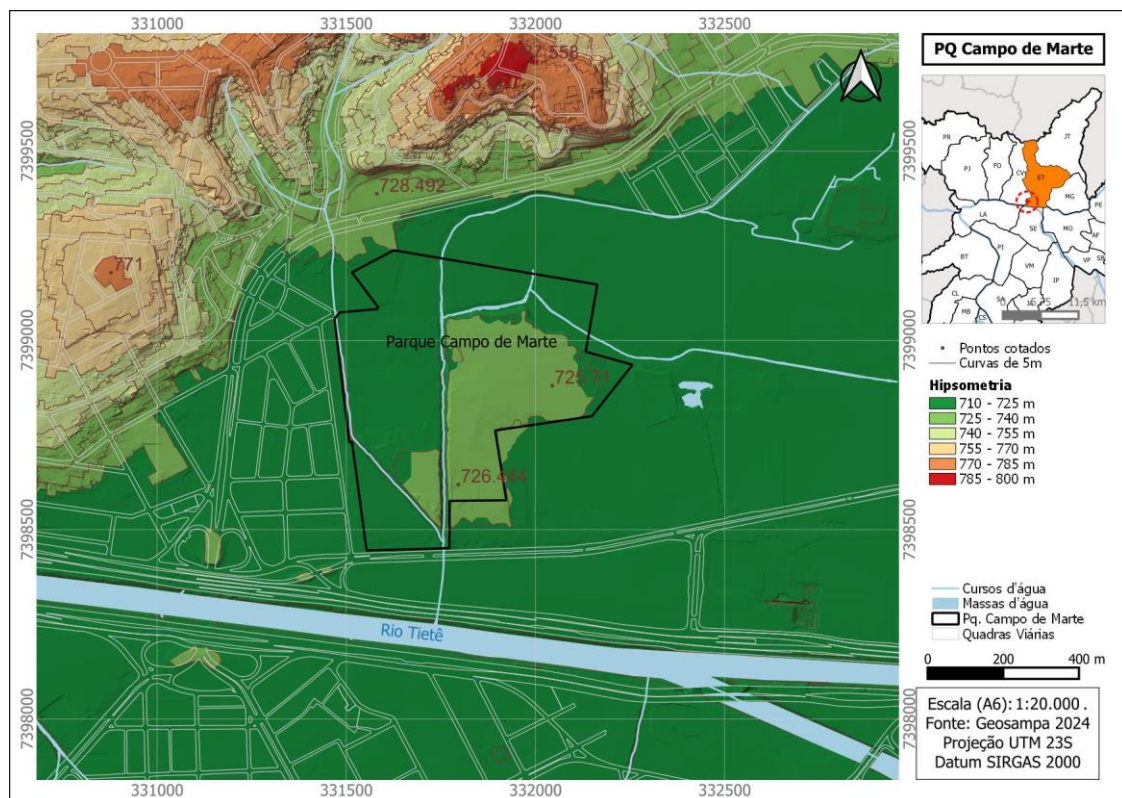 331000
331500
332000
332500
7399500
7399000
7398500
7398000
7399500
7399000
7398500
7398000
728.492
771
Parque Campo de Marte
725.71
726.444
Rio Tietê
331000
331500
332000
332500
PQ Campo de Marte
PR
JT
PJ
FO
CV
ST
MG
LA
SE
MO
PE
AF
BT
PI
VM
IP
VP
CL
SA
MB
CS
0
11,5 km
Pontos cotados
Curvas de 5m
Hipsometria
710 - 725 m
725 - 740 m
740 - 755 m
755 - 770 m
770 - 785 m
785 - 800 m
Cursos d'água
Massas d'água
Pq. Campo de Marte
Quadras Viárias
0 200 400 m
Escala (A6): 1:20.000 .
Fonte: Geosampa 2024
Projeção UTM 23S
Datum SIRGAS 2000